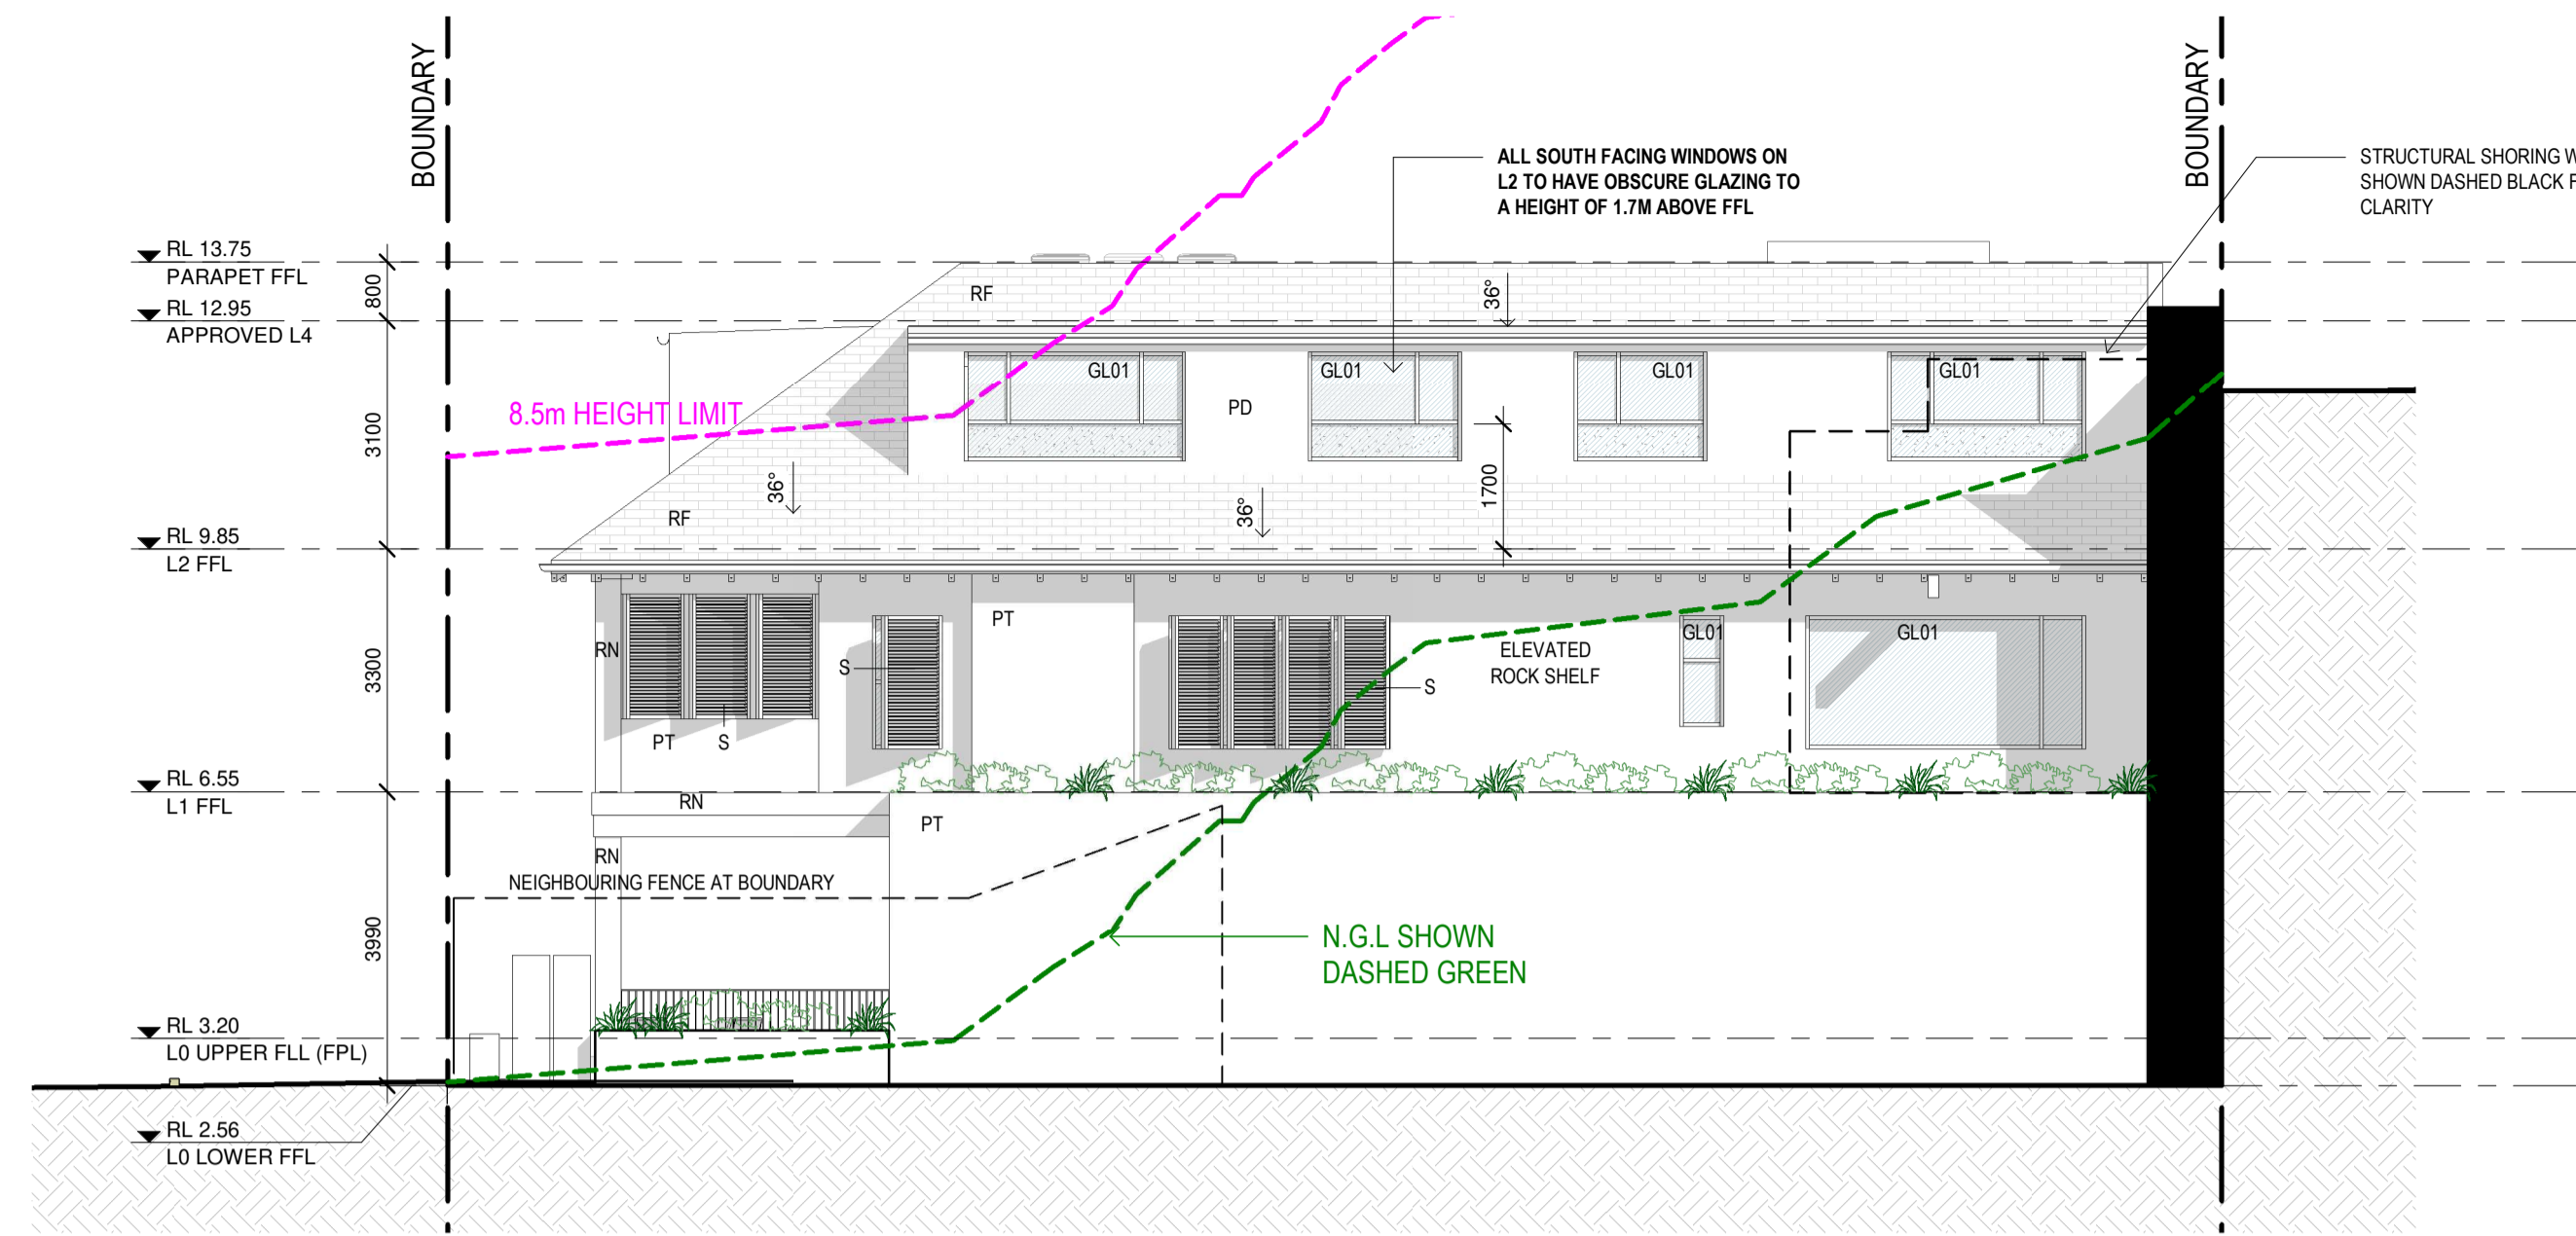 BOUNDARY
BOUNDARY
ALL SOUTH FACING WINDOWS ON
L2 TO HAVE OBSCURE GLAZING TO
A HEIGHT OF 1.7M ABOVE FFL
STRUCTURAL SHORING
SHOWN DASHED BLACK
CLARITY
RL 13.75
PARAPET FFL
800
RL 12.95
APPROVED L4
3100
RL 9.85
L2 FFL
3300
RL 6.55
L1 FFL
3990
RL 3.20
L0 UPPER FLL (FPL)
RL 2.56
L0 LOWER FFL
8.5m HEIGHT LIMIT
RF
36°
GL01
GL01
GL01
GL01
PD
1700
36°
36°
RF
RN
PT
S
S
PT
S
ELEVATED
ROCK SHELF
GL01
GL01
RN
PT
RN
NEIGHBOURING FENCE AT BOUNDARY
N.G.L SHOWN
DASHED GREEN